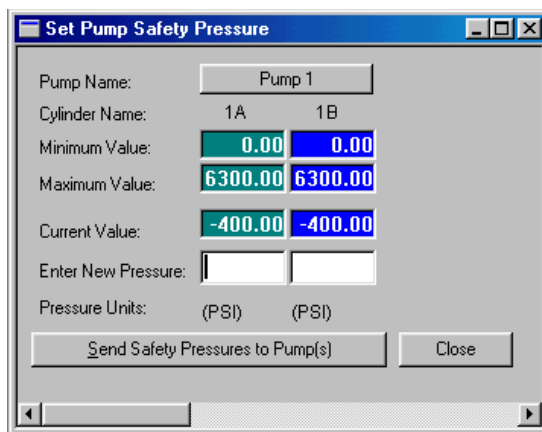 Set Pump Safety Pressure
Pump Name: Pump 1
Cylinder Name: 1A 1B
Minimum Value: 0.00 0.00
Maximum Value: 6300.00 6300.00
Current Value: -400.00 -400.00
Enter New Pressure:
Pressure Units: (PSI) (PSI)
Send Safety Pressures to Pump(s) Close